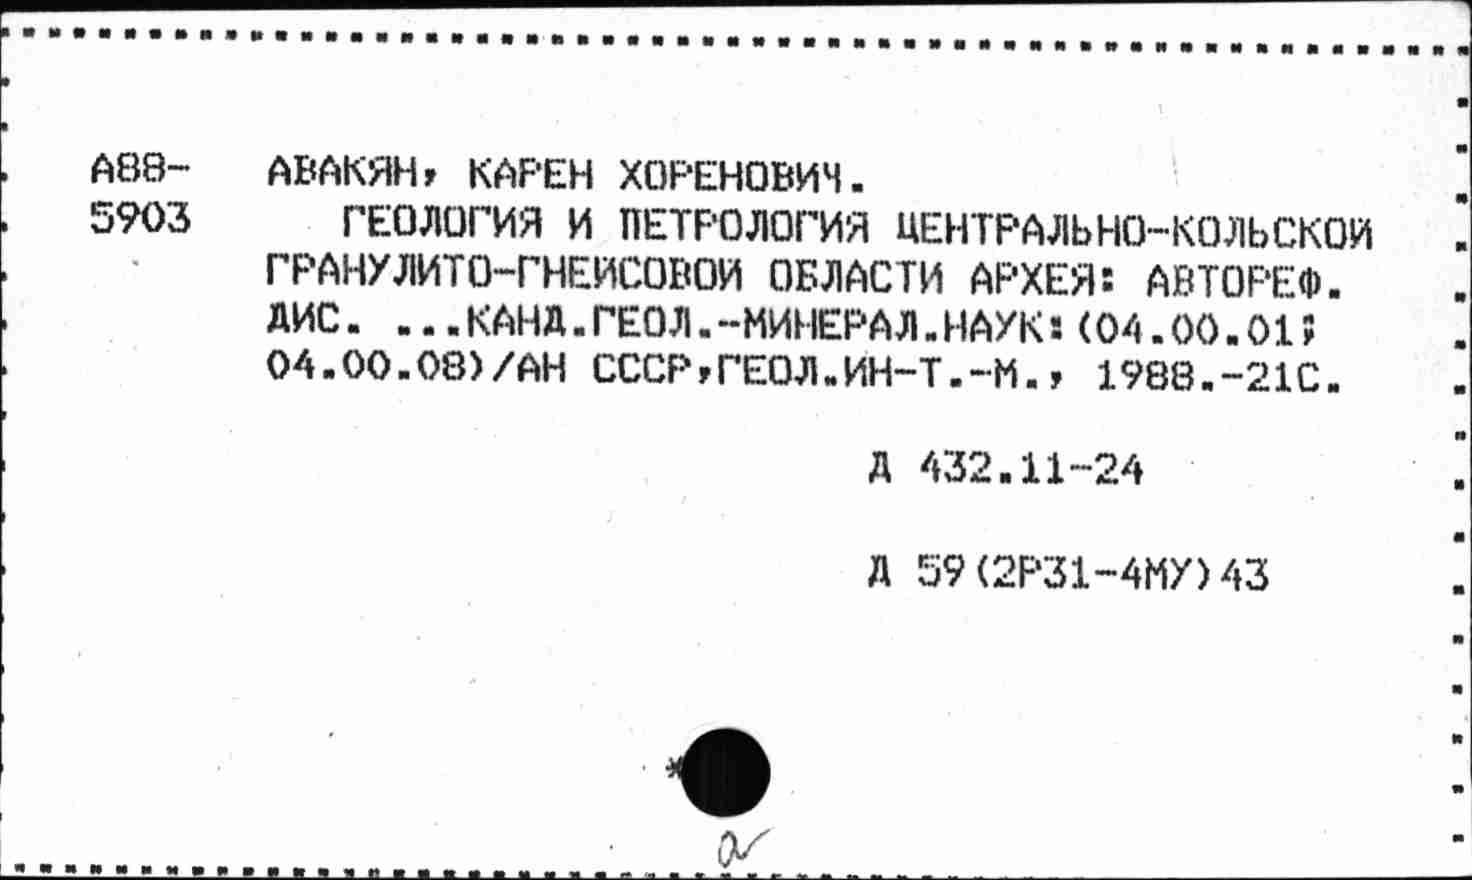 А88- АВАКЯН, КАРЕН ХОРЕНОВИЧ.
5903 ГЕОЛОГИЯ И ПЕТРОЛОГИЯ ЦЕНТРАЛЬНО-КОЛЬСКОЙ
ГРАНУЛИТО-ГНЕЙСОВОЙ ОБЛАСТИ АРХЕЯ: АВТОРЕФ.
ДИС. ...КАНД.ГЕОЛ.-МИНЕРАЛ.НАУК:(04.00.01;
04.00.08)/АН СССР,ГЕОЛ.ИН-Т.-М., 1988.-21С.
Д 432.11-24
Д 59(2Р31-4МУ)43
*